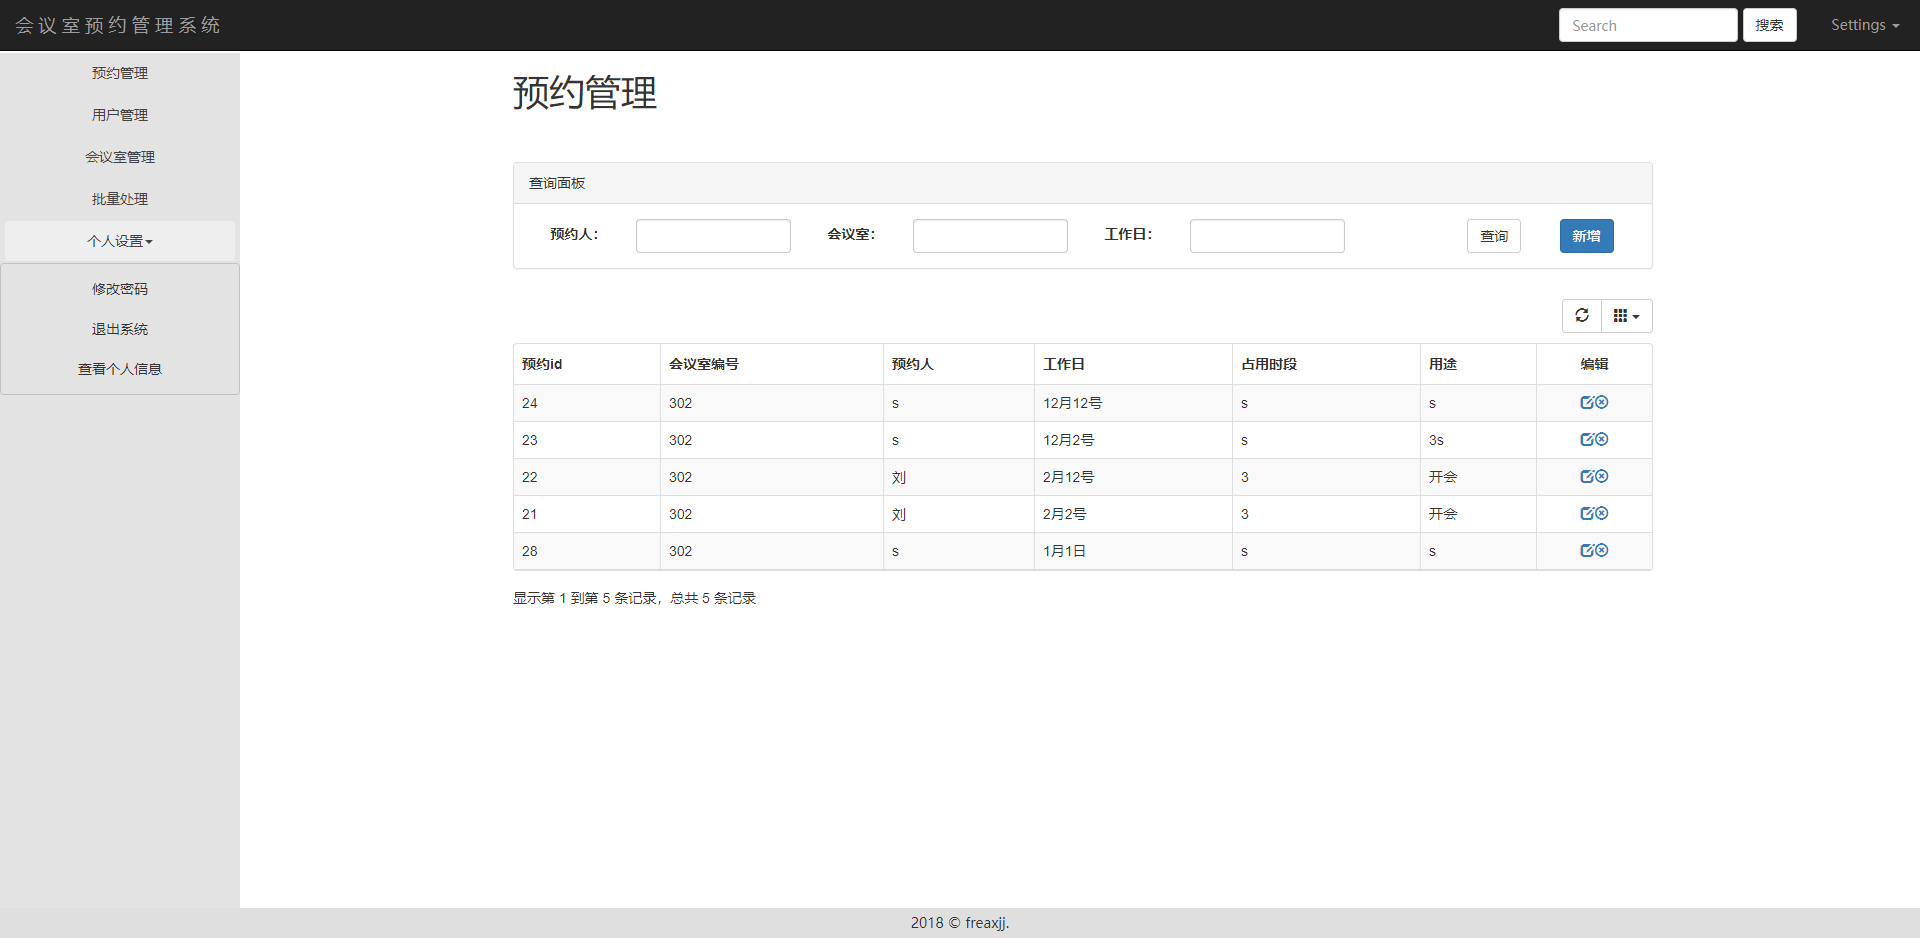 会议室预约管理系统
Search
搜索
Settings
预约管理
用户管理
会议室管理
批量处理
个人设置
修改密码
退出系统
查看个人信息
预约管理
查询面板
预约人： 会议室： 工作日： 查询 新增
预约id 会议室编号 预约人 工作日 占用时段 用途 编辑
24 302 s 12月12号 s s
23 302 s 12月2号 s 3s
22 302 刘 2月12号 3 开会
21 302 刘 2月2号 3 开会
28 302 s 1月1日 s s
显示第 1 到第 5 条记录，总共 5 条记录
2018 © freaxjj.